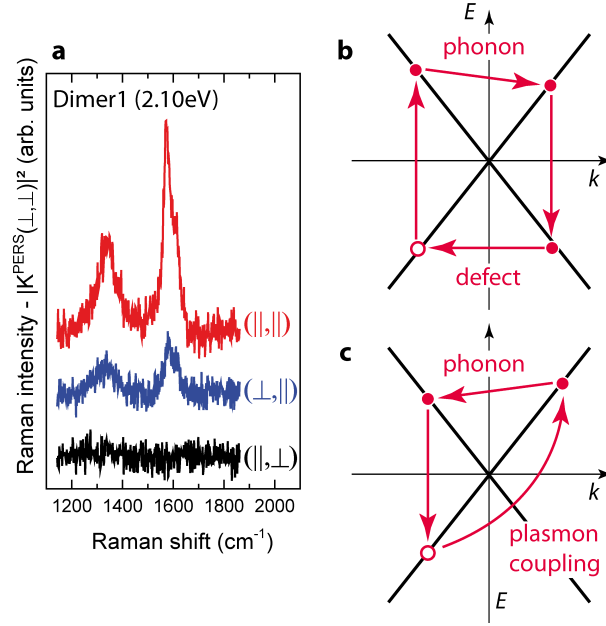 a
Dimer1 (2.10eV)
Raman intensity - |K^PERS(⊥,⊥)|² (arb. units)
(||,||)
(⊥,||)
(||,⊥)
1200 1400 1600 1800 2000
Raman shift (cm⁻¹)
b
E
phonon
k
defect
c
phonon
k
plasmon
coupling
E